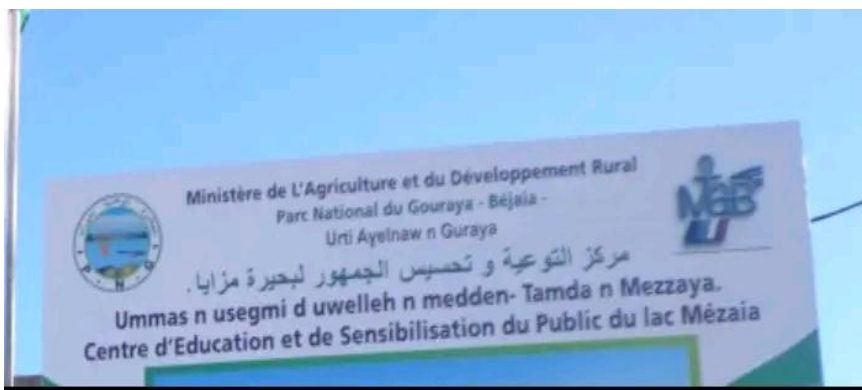 Ministère de L'Agriculture et du Développement Rural
Parc National du Gouraya - Béjaia -
Urti Ayelnaw n Guraya
مركز التوعية و تحسيس الجمهور لبحيرة مزايا.
Ummas n usegmi d uwelleh n medden- Tamda n Mezzaya.
Centre d'Education et de Sensibilisation du Public du lac Mézaia
P N G
MaB